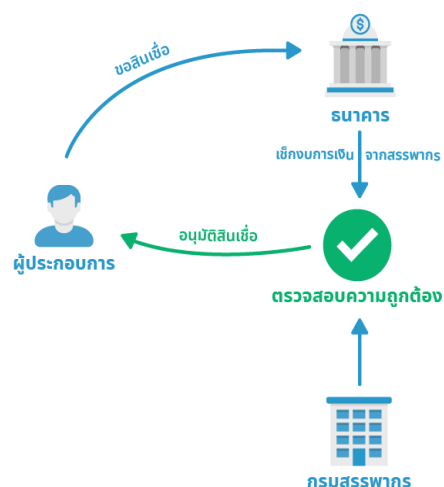 $
ขอสินเชื่อ
ธนาคาร
เช็กงบการเงิน จากสรรพากร
อนุมัติสินเชื่อ
ผู้ประกอบการ
ตรวจสอบความถูกต้อง
กรมสรรพากร